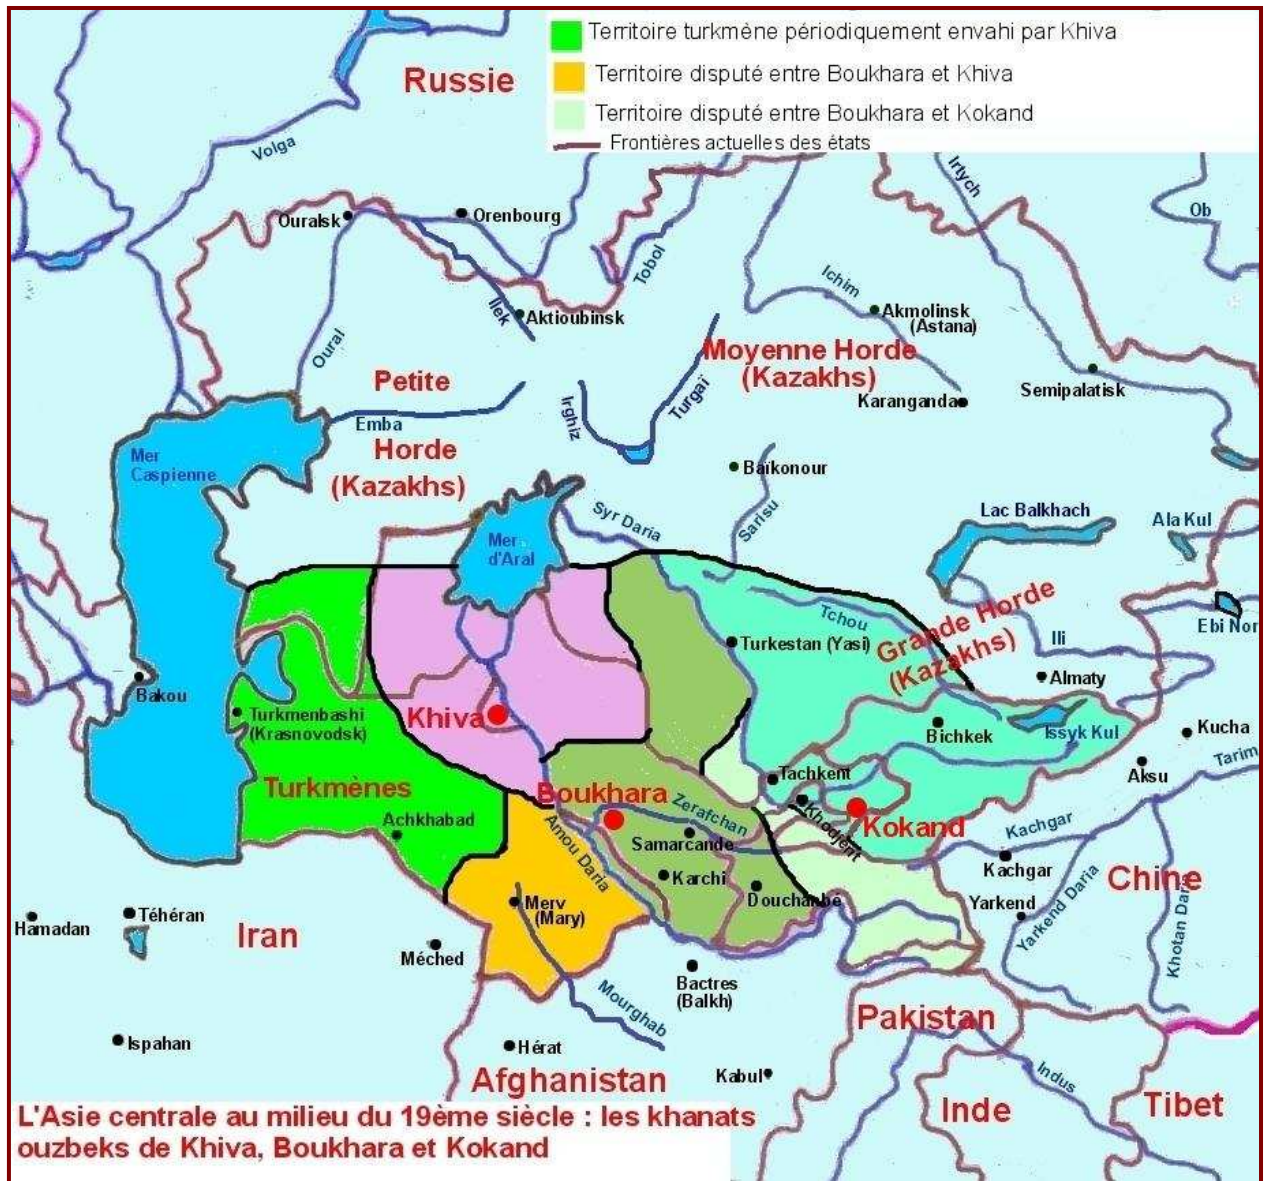 Territoire turkmène périodiquement envahi par Khiva
Territoire disputé entre Boukhara et Khiva
Territoire disputé entre Boukhara et Kokand
Frontières actuelles des états
Russie
Volga
Irtych
Ob
Ouralsk
Orenbourg
Tobol
Ichim
Ilek
Aktioubinsk
Akmolinsk
(Astana)
Oural
Moyenne Horde
(Kazakhs)
Petite
Semipalatisk
Karanganda
Turgaï
Irghiz
Emba
Horde
(Kazakhs)
Mer
Caspienne
Baïkonour
Syr Daria
Sarisu
Lac Balkhach
Ala Kul
Mer
d'Aral
Tchou
Grande Horde
(Kazakhs)
Ili
Ebi Nor
Turkestan (Yasi)
Almaty
Bakou
Turkmenbashi
(Krasnovodsk)
Khiva
Bichkek
Issyk Kul
Kucha
Tarim
Aksu
Tachkent
Turkmènes
Boukhara
Zerafchan
Khodjent
Kokand
Achkhabad
Amou Daria
Samarcande
Kachgar
Kachgar
Karchi
Douchanbé
Chine
Merv
(Mary)
Yarkend
Yarkend Daria
Khotan Daria
Hamadan
Téhéran
Iran
Méched
Bactres
(Balkh)
Mourghab
Pakistan
Ispahan
Hérat
Afghanistan
Kabul
Indus
Inde
Tibet
L'Asie centrale au milieu du 19ème siècle : les khanats
ouzbeks de Khiva, Boukhara et Kokand